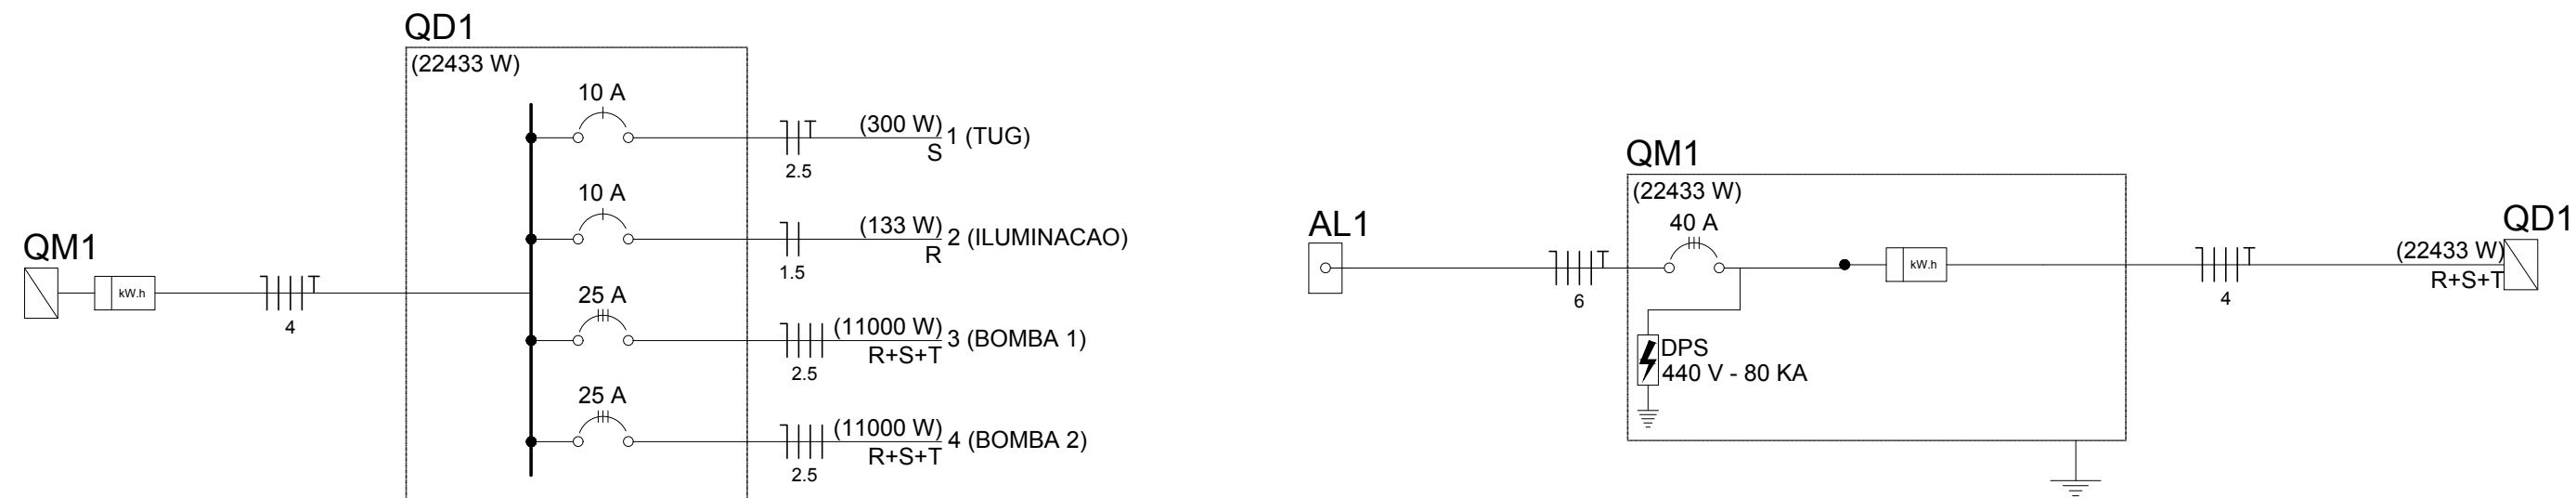 QD1
(22433 W)
10 A
(300 W)
1 (TUG)
S
2.5
10 A
(133 W)
2 (ILUMINACAO)
R
1.5
QM1
kW.h
4
25 A
(11000 W)
3 (BOMBA 1)
R+S+T
2.5
25 A
(11000 W)
4 (BOMBA 2)
R+S+T
2.5
QM1
(22433 W)
40 A
AL1
6
kW.h
4
(22433 W)
R+S+T
QD1
DPS
440 V - 80 KA
T
T
T
T